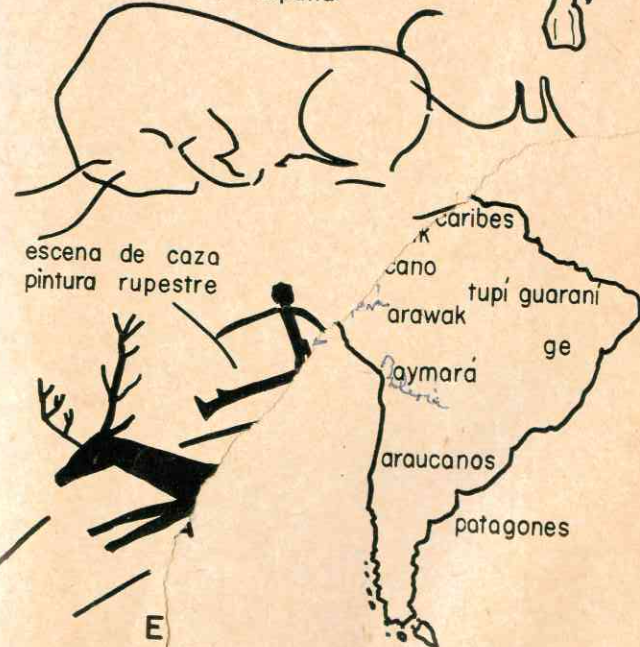 escena de caza
pintura rupestre
caribes
cano
tupí guaraní
arawak
ge
aymará
araucanos
patagones
E